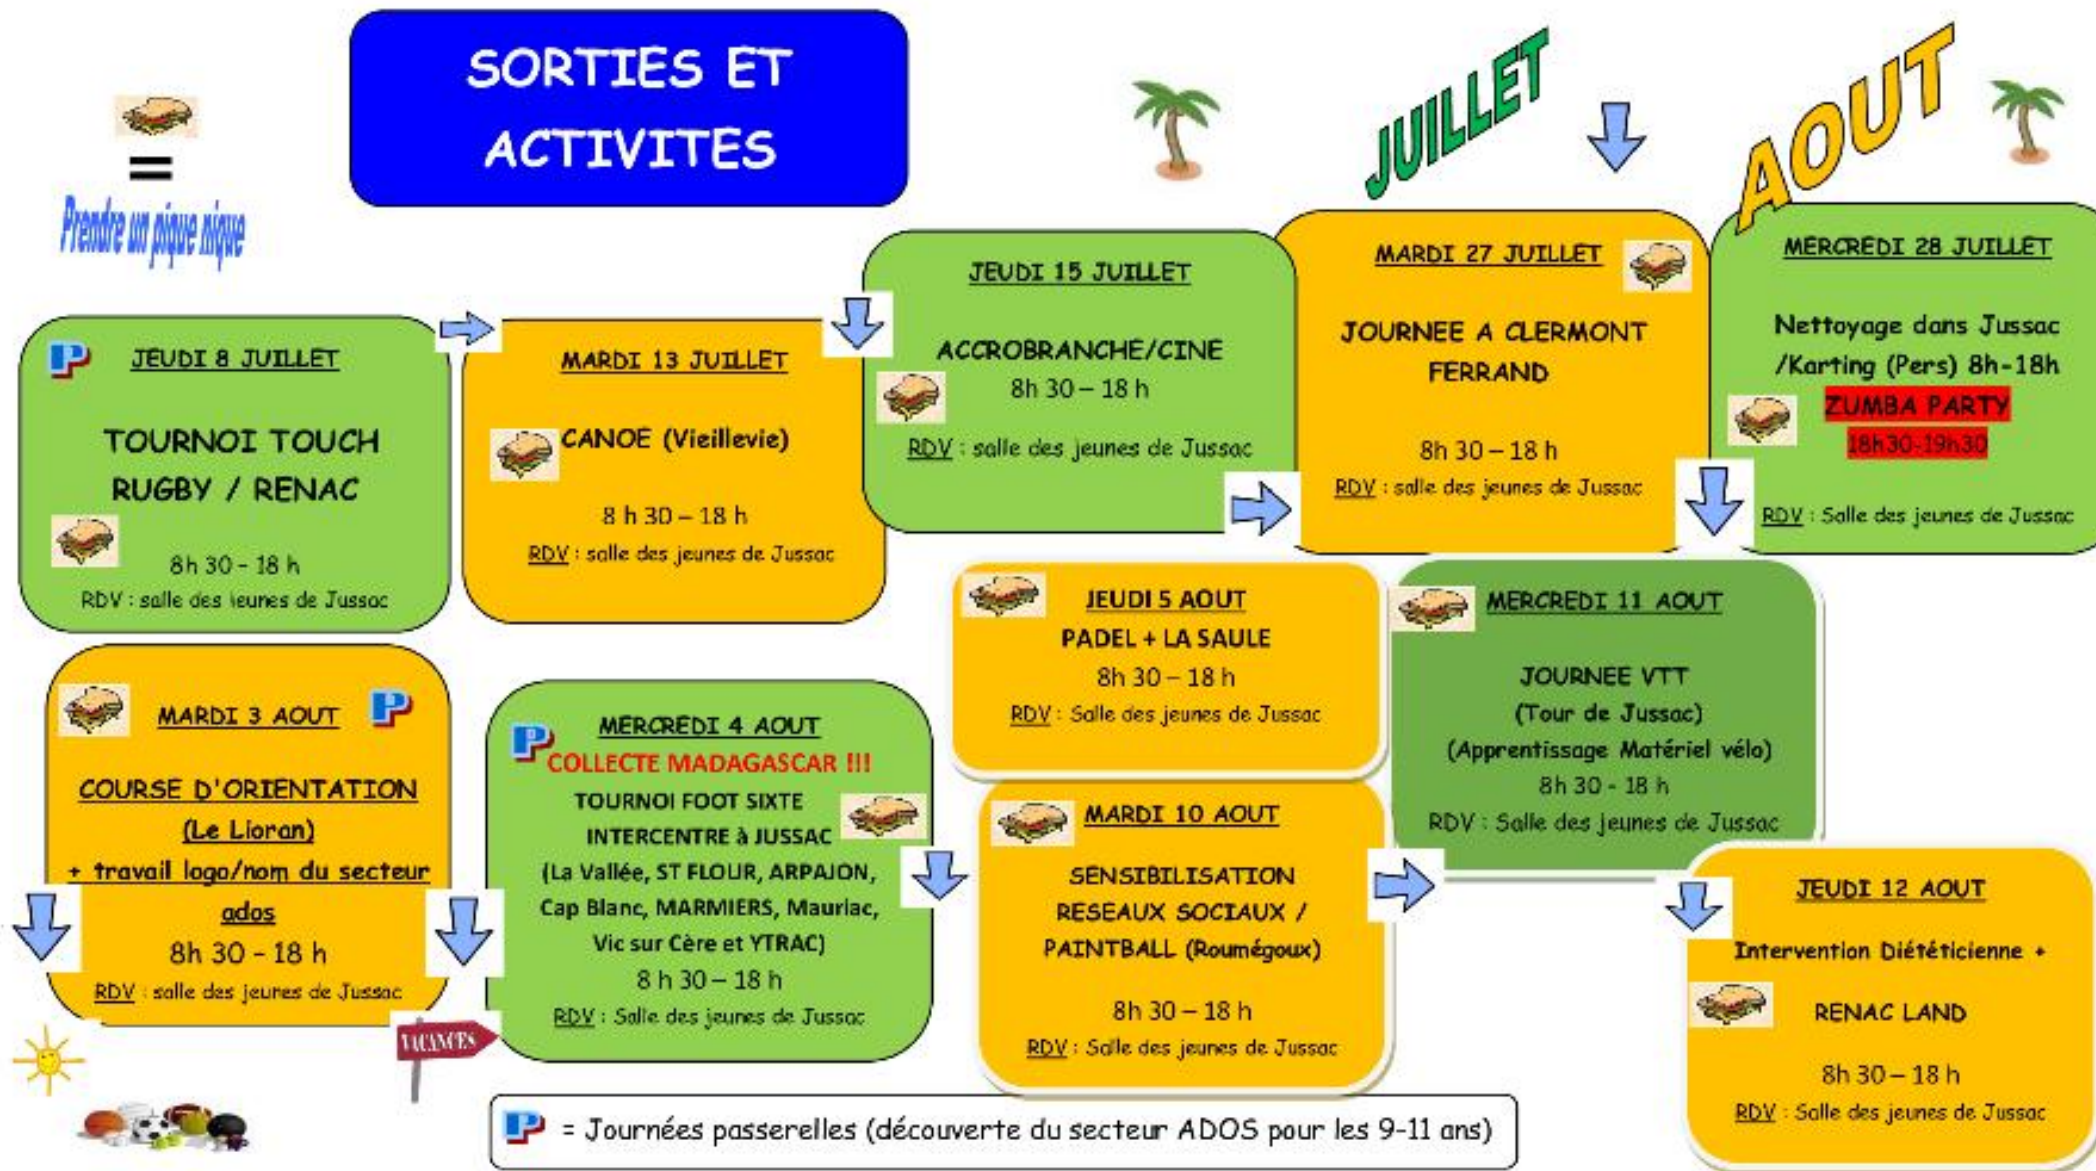 SORTIES ET
ACTIVITES
JUILLET
AOUT
=
Prendre un pique nique
P
JEUDI 8 JUILLET
TOURNOI TOUCH
RUGBY / RENAC
8h 30 - 18 h
RDV : salle des jeunes de Jussac
MARDI 13 JUILLET
CANOE (Vieillevie)
8 h 30 – 18 h
RDV : salle des jeunes de Jussac
JEUDI 15 JUILLET
ACCROBRANCHE/CINE
8h 30 – 18 h
RDV : salle des jeunes de Jussac
MARDI 27 JUILLET
JOURNEE A CLERMONT
FERRAND
8h 30 – 18 h
RDV : salle des jeunes de Jussac
MERCREDI 28 JUILLET
Nettoyage dans Jussac
/Karting (Pers) 8h-18h
ZUMBA PARTY
18h30-19h30
RDV : Salle des jeunes de Jussac
MARDI 3 AOUT
P
COURSE D'ORIENTATION
(Le Lioran)
+ travail logo/nom du secteur
ados
8h 30 - 18 h
RDV : salle des jeunes de Jussac
P
MERCREDI 4 AOUT
COLLECTE MADAGASCAR !!!
TOURNOI FOOT SIXTE
INTERCENTRE à JUSSAC
(La Vallée, ST FLOUR, ARPAJON,
Cap Blanc, MARMIERS, Mauriac,
Vic sur Cère et YTRAC)
8 h 30 – 18 h
RDV : Salle des jeunes de Jussac
JEUDI 5 AOUT
PADEL + LA SAULE
8h 30 – 18 h
RDV : Salle des jeunes de Jussac
MARDI 10 AOUT
SENSIBILISATION
RESEAUX SOCIAUX /
PAINTBALL (Roumégoux)
8h 30 – 18 h
RDV : Salle des jeunes de Jussac
MERCREDI 11 AOUT
JOURNEE VTT
(Tour de Jussac)
(Apprentissage Matériel vélo)
8h 30 - 18 h
RDV : Salle des jeunes de Jussac
JEUDI 12 AOUT
Intervention Diététicienne +
RENAC LAND
8h 30 – 18 h
RDV : Salle des jeunes de Jussac
VACANCES
P = Journées passerelles (découverte du secteur ADOS pour les 9-11 ans)